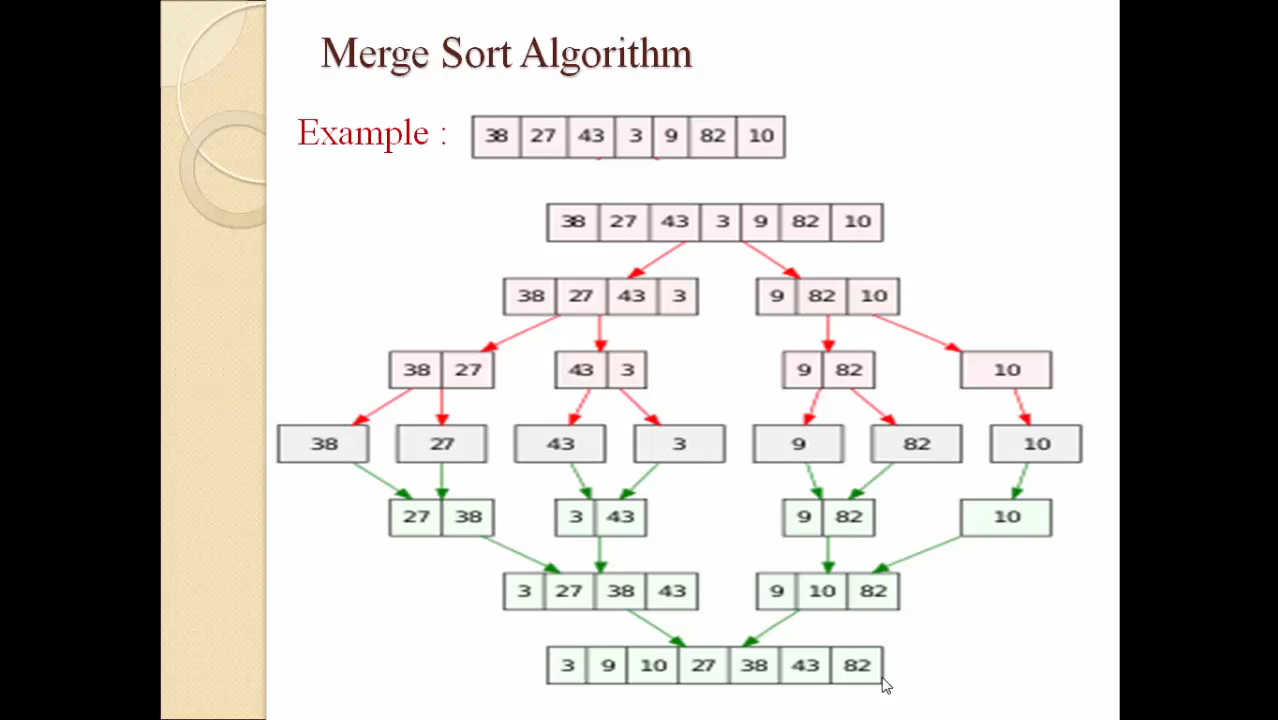 Merge Sort Algorithm
Example : 38 27 43 3 9 82 10
38 27 43 3 9 82 10
38 27 43 3 9 82 10
38 27 43 3 9 82 10
38 27 43 3 9 82 10
27 38 3 43 9 82 10
3 27 38 43 9 10 82
3 9 10 27 38 43 82